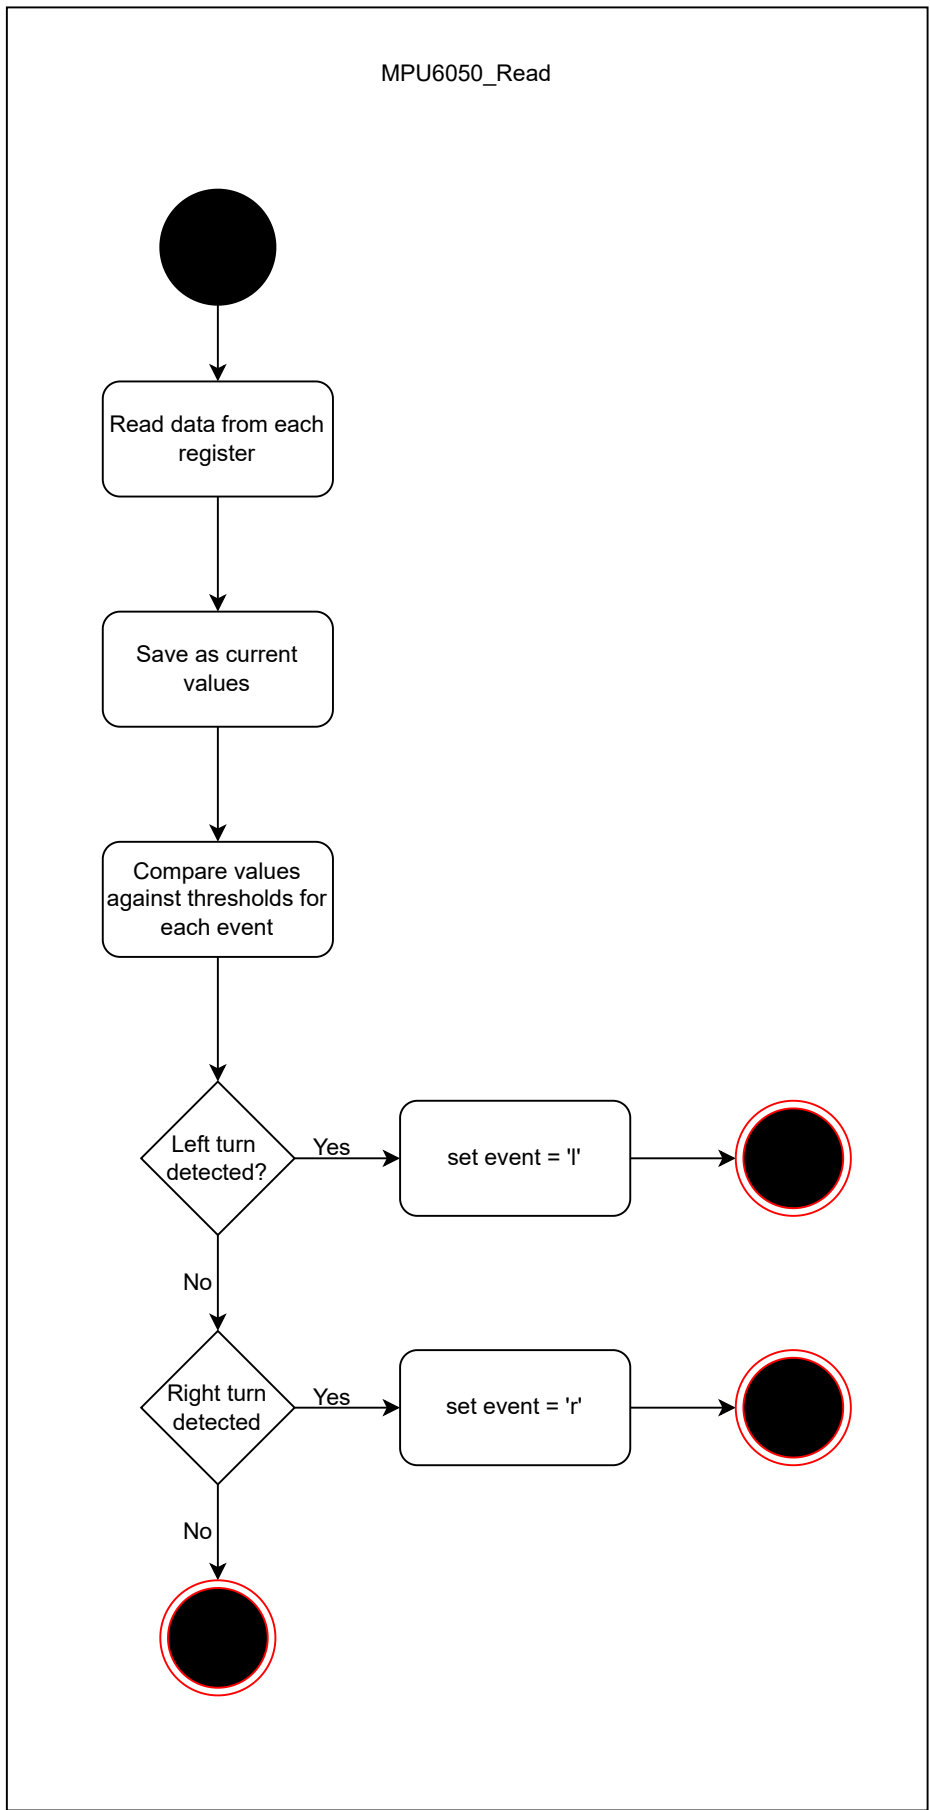 MPU6050_Read
Read data from each
register
Save as current
values
Compare values
against thresholds for
each event
Left turn
detected?
Yes
set event = 'l'
No
Right turn
detected
Yes
set event = 'r'
No